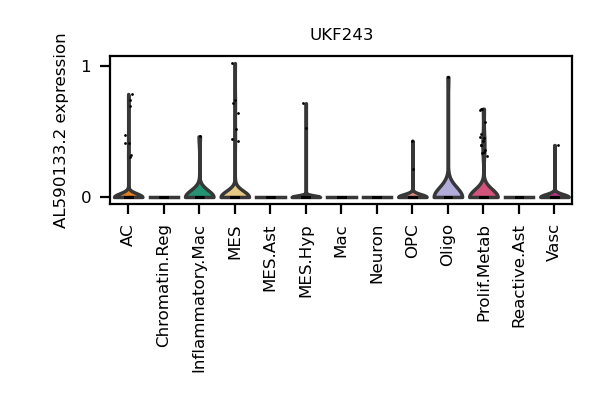 UKF243
AL590133.2 expression
1
0
AC
Chromatin.Reg
Inflammatory.Mac
MES
MES.Ast
MES.Hyp
Mac
Neuron
OPC
Oligo
Prolif.Metab
Reactive.Ast
Vasc